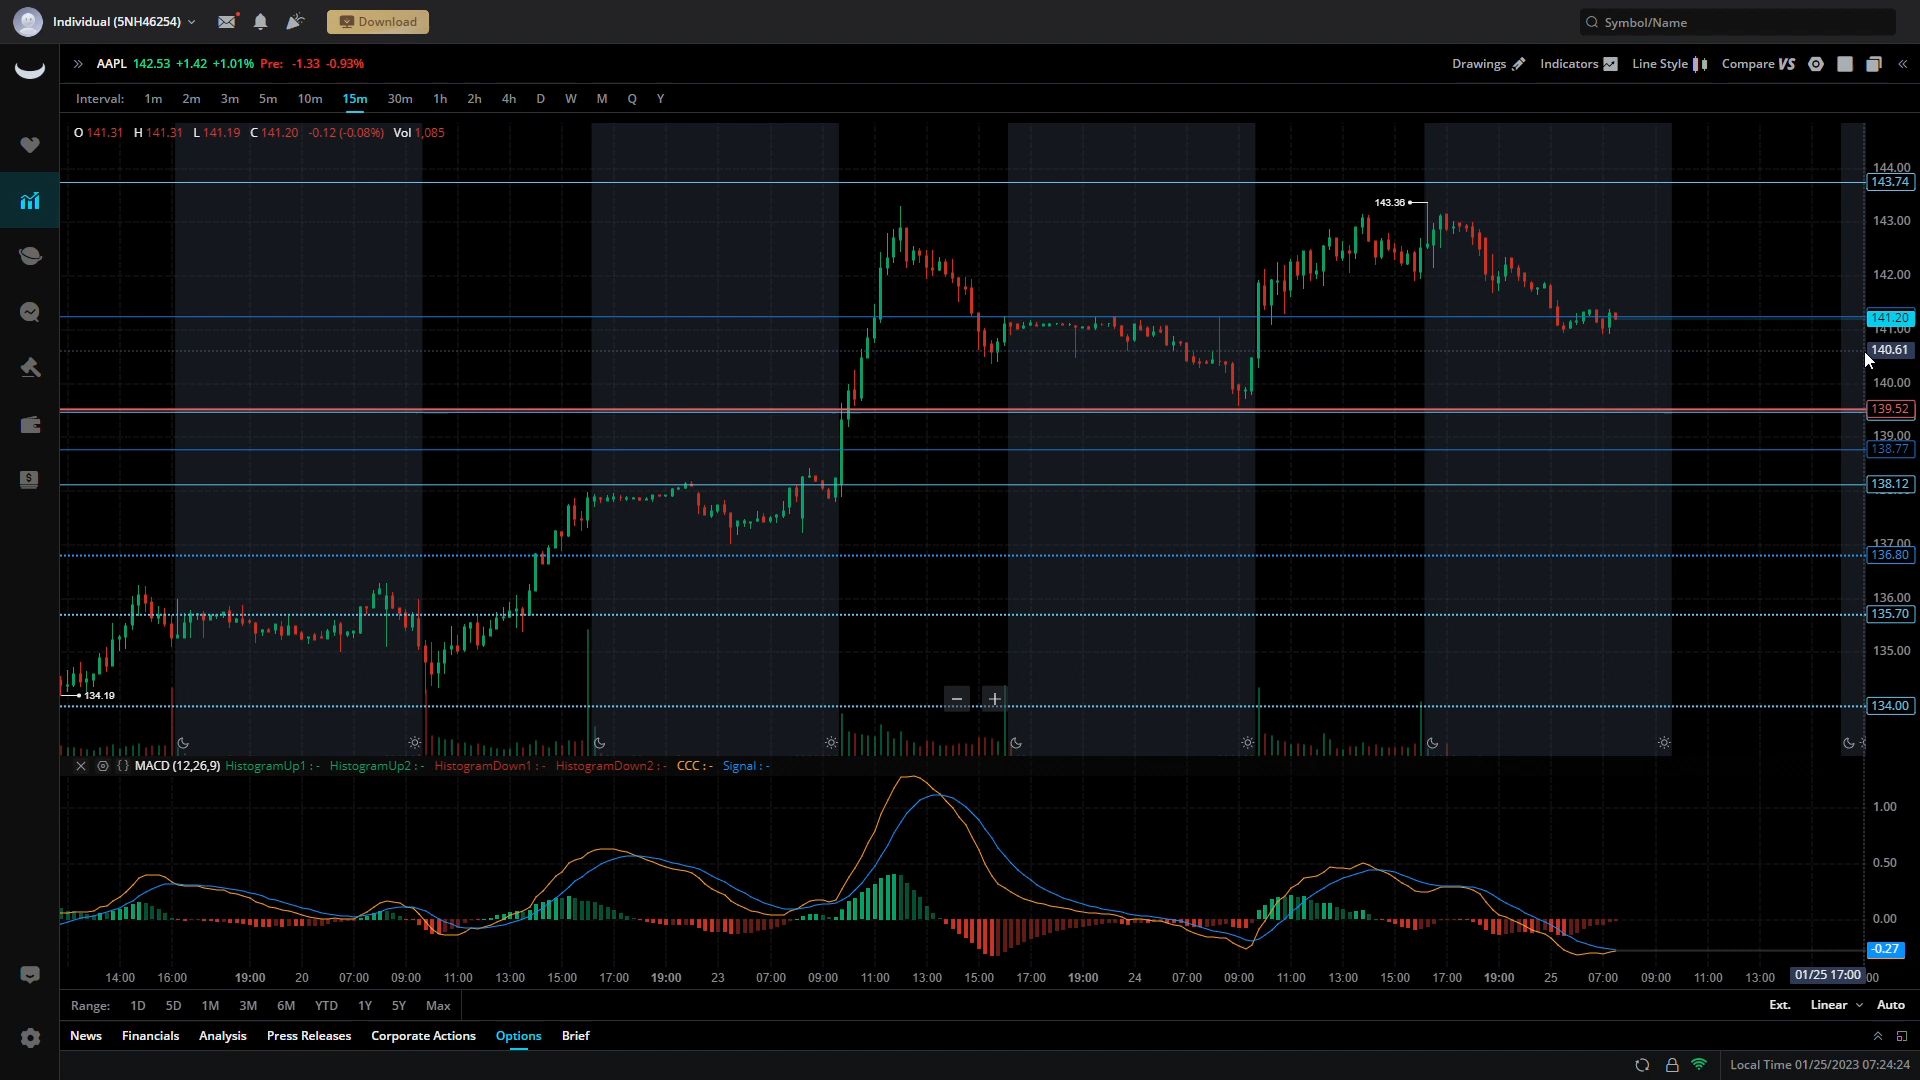 Individual (5NH46254)
Download
Symbol/Name
AAPL 142.53 +1.42 +1.01% Pre: -1.33 -0.93%
Drawings Indicators Line Style Compare VS
Interval: 1m 2m 3m 5m 10m 15m 30m 1h 2h 4h D W M Q Y
O 141.31 H 141.31 L 141.19 C 141.20 -0.12 (-0.08%) Vol 1,085
144.00
143.74
143.36
143.00
142.00
141.20
141.00
140.61
140.00
139.52
139.00
138.77
138.12
137.00
136.80
136.00
135.70
135.00
134.19
134.00
MACD (12,26,9) HistogramUp1 : - HistogramUp2 : - HistogramDown1 : - HistogramDown2 : - CCC : - Signal : -
1.00
0.50
0.00
-0.27
14:00 16:00 19:00 20 07:00 09:00 11:00 13:00 15:00 17:00 19:00 23 07:00 09:00 11:00 13:00 15:00 17:00 19:00 24 07:00 09:00 11:00 13:00 15:00 17:00 19:00 25 07:00 09:00 11:00 13:00 01/25 17:00 00
Range: 1D 5D 1M 3M 6M YTD 1Y 5Y Max
Ext. Linear Auto
News Financials Analysis Press Releases Corporate Actions Options Brief
Local Time 01/25/2023 07:24:24